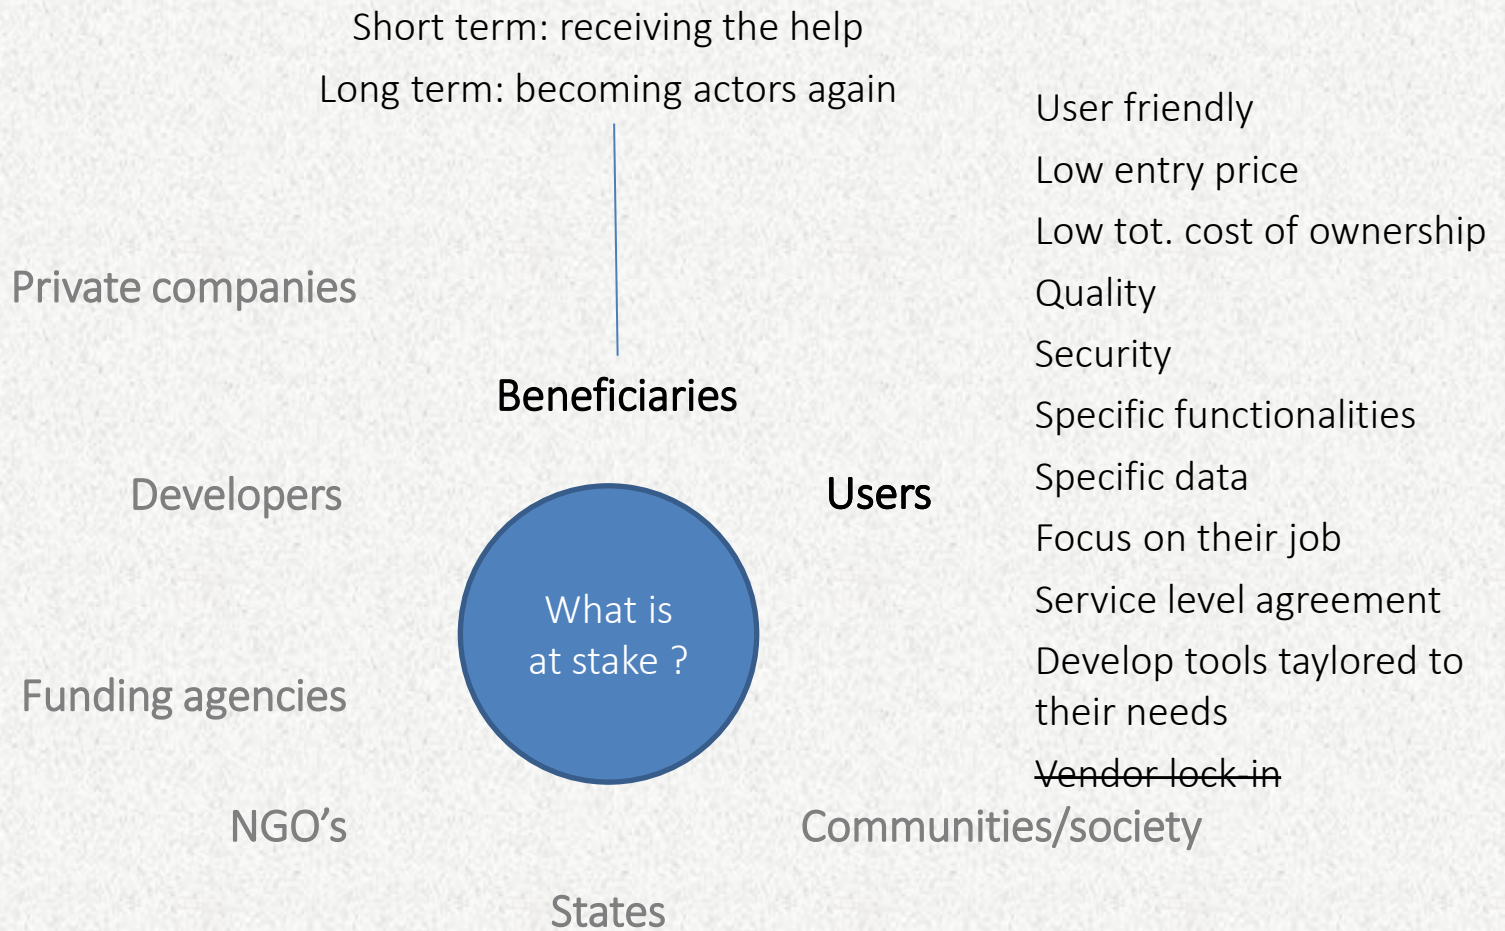 Short term: receiving the help
Long term: becoming actors again
User friendly
Low entry price
Low tot. cost of ownership
Private companies
Quality
Security
Beneficiaries
Specific functionalities
Developers
Users
Specific data
Focus on their job
What is
at stake ?
Service level agreement
Develop tools taylored to
their needs
Funding agencies
Vendor lock-in
NGO’s
Communities/society
States